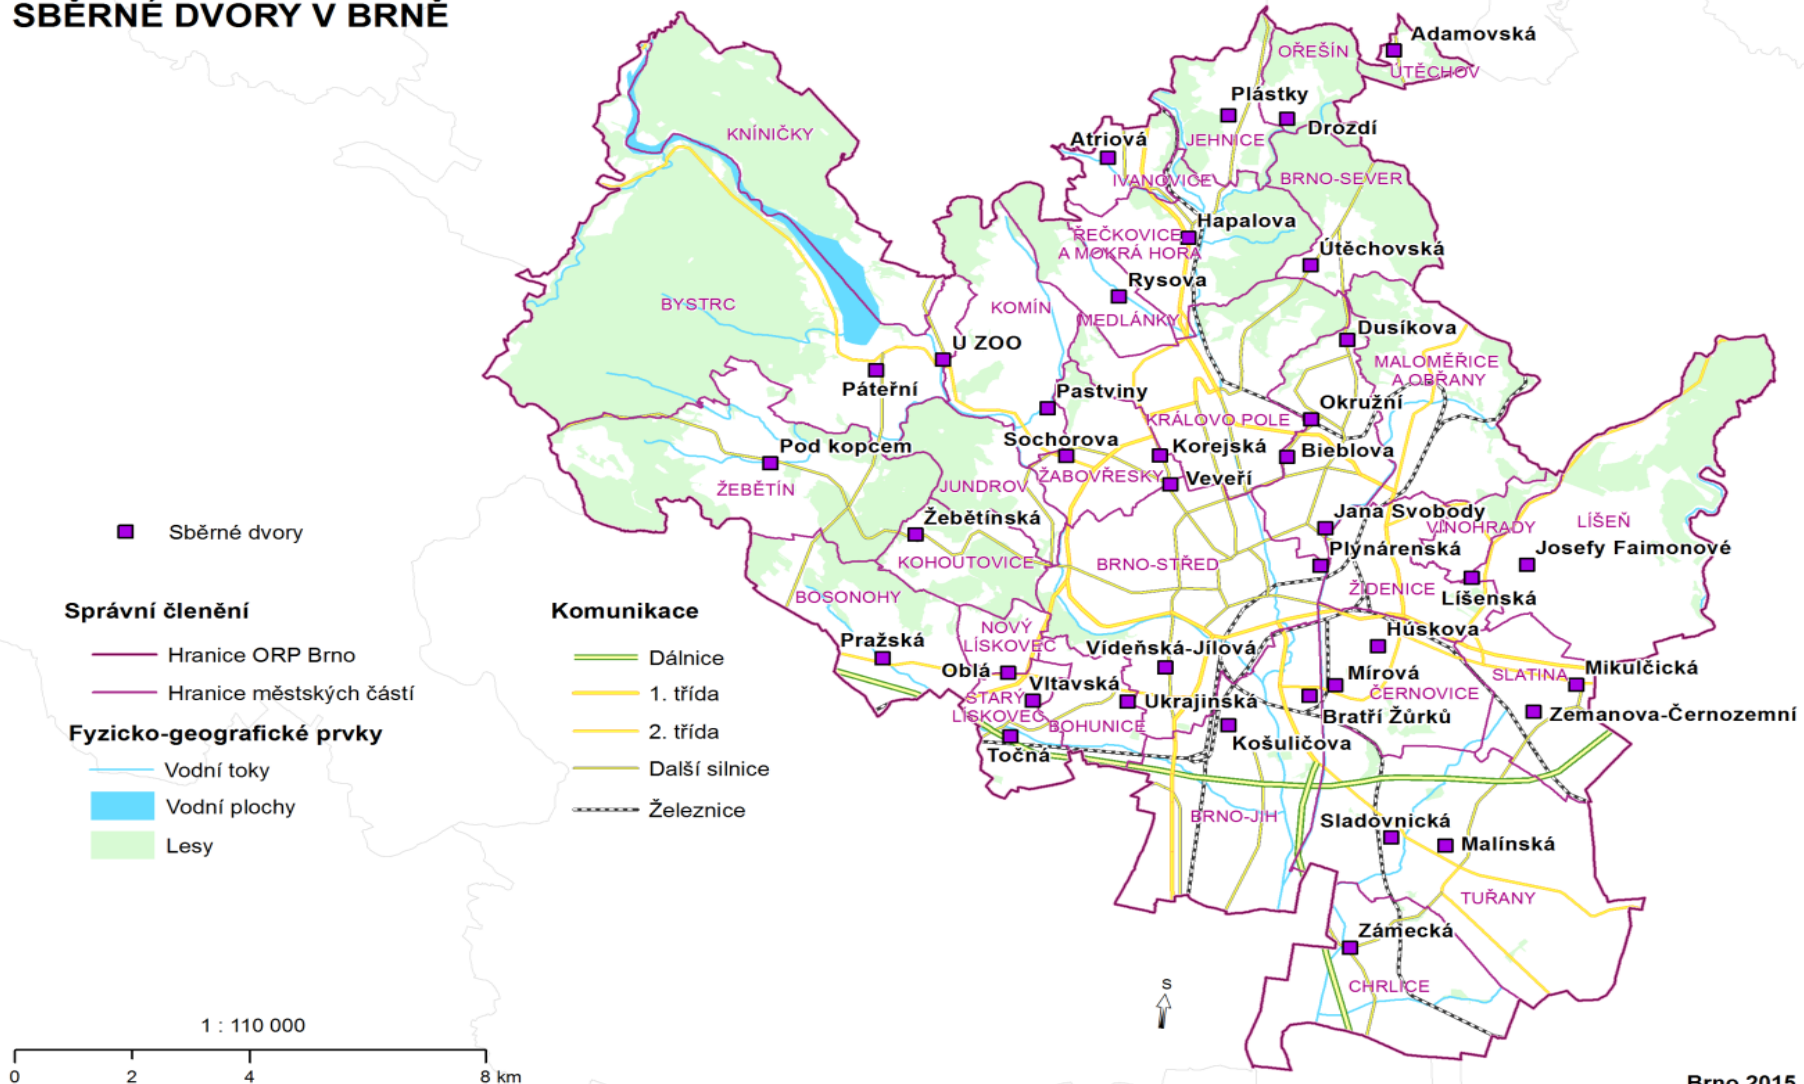 SBĚRNÉ DVORY V BRNĚ
Adamovská
OŘEŠÍN
ÚTĚCHOV
Plástky
Drozdí
KNÍNIČKY
Atriová
JEHNICE
IVANOVICE
BRNO-SEVER
Hapalova
ŘEČKOVICE
A MOKRÁ HORA
Útěchovská
Rysova
BYSTRC
KOMÍN
MEDLÁNKY
Dusíkova
U ZOO
MALOMĚŘICE
A OBŘANY
Páteřní
Pastviny
Okružní
KRÁLOVO POLE
Pod kopcem
Sochorova
Korejská
Bieblova
ŽABOVŘESKY
Veveří
ŽEBĚTÍN
JUNDROV
Jana Svobody
Žebětínská
VINOHRADY
LÍŠEŇ
Sběrné dvory
Plynárenská
Josefy Faimonové
KOHOUTOVICE
BRNO-STŘED
ŽIDENICE
Líšenská
BOSONOHY
Správní členění
Komunikace
NOVÝ
LÍSKOVEC
Húskova
Pražská
Vídeňská-Jílová
Hranice ORP Brno
Dálnice
Oblá
Mikulčická
Mírová
SLATINA
Vltavská
Hranice městských částí
1. třída
ČERNOVICE
STARÝ
LÍSKOVEC
Ukrajinská
Zemanova-Černozemní
Bratří Žůrků
BOHUNICE
Fyzicko-geografické prvky
2. třída
Košuličova
Točná
Vodní toky
Další silnice
Vodní plochy
Železnice
BRNO-JIH
Sladovnická
Malínská
Lesy
TUŘANY
Zámecká
S
CHRLICE
1 : 110 000
0 2 4 8 km
Brno 2015